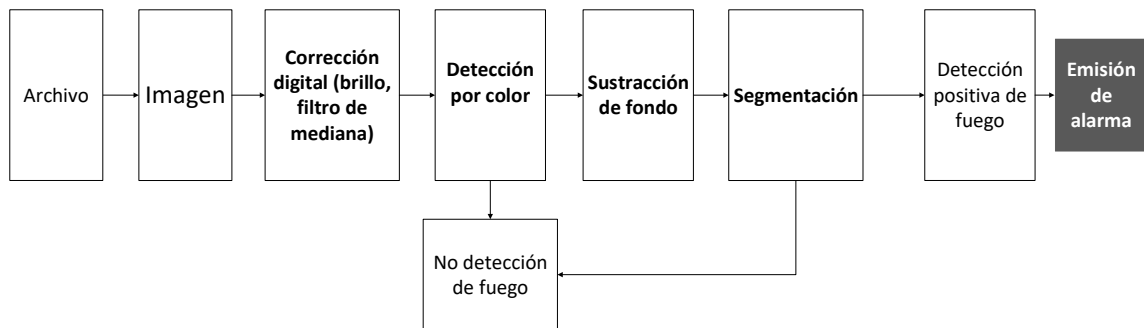 Archivo
Imagen
Corrección
digital (brillo,
filtro de
mediana)
Detección
por color
Sustracción
de fondo
Segmentación
Detección
positiva de
fuego
Emisión
de
alarma
No detección
de fuego